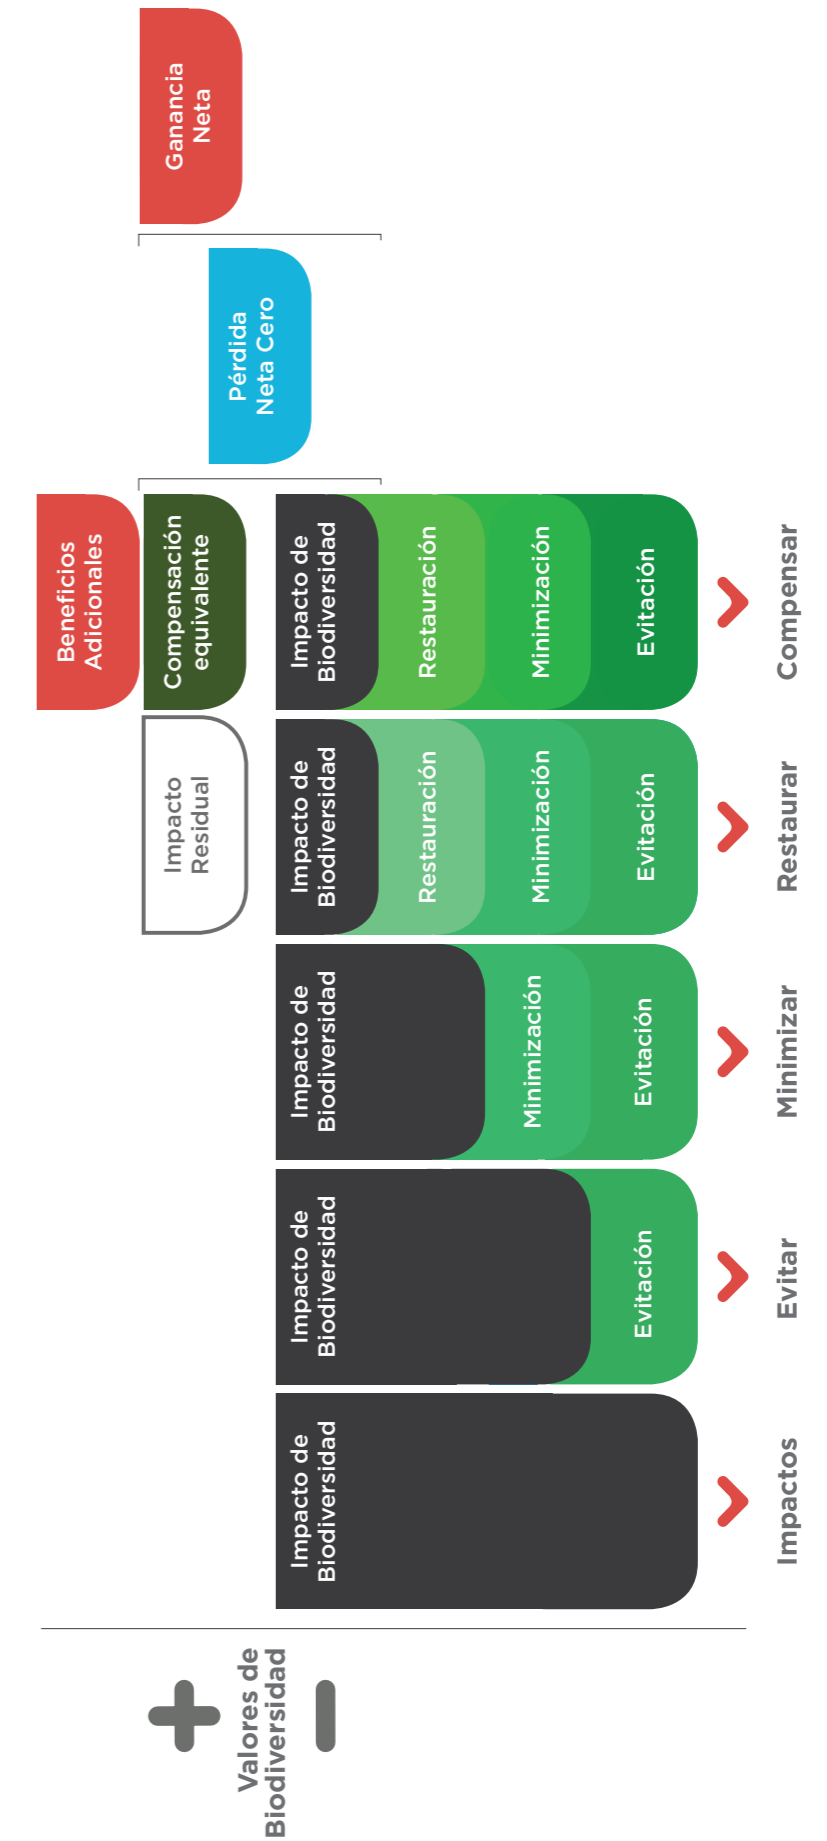 Valores de
Biodiversidad
Impacto de
Biodiversidad
Impactos
Impacto de
Biodiversidad
Evitación
Evitar
Impacto de
Biodiversidad
Minimización
Evitación
Minimizar
Impacto
Residual
Impacto de
Biodiversidad
Restauración
Minimización
Evitación
Restaurar
Beneficios
Adicionales
Compensación
equivalente
Impacto de
Biodiversidad
Restauración
Minimización
Evitación
Compensar
Pérdida
Neta Cero
Ganancia
Neta